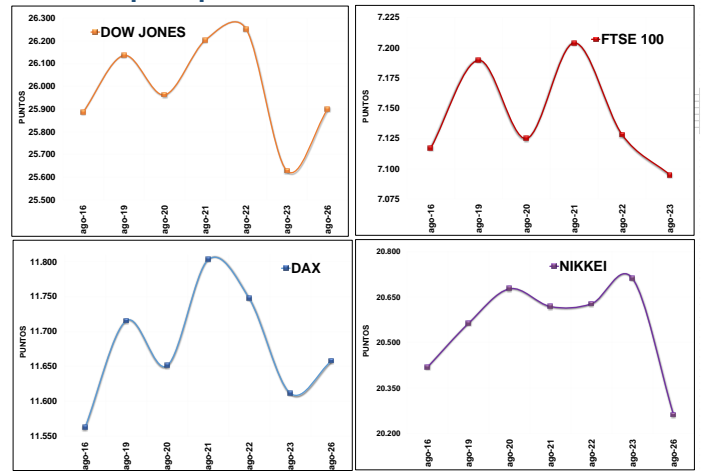 DOW JONES
PUNTOS
26.300
26.200
26.100
26.000
25.900
25.800
25.700
25.600
25.500
ago-16
ago-19
ago-20
ago-21
ago-22
ago-23
ago-26
FTSE 100
PUNTOS
7.225
7.200
7.175
7.150
7.125
7.100
7.075
ago-16
ago-19
ago-20
ago-21
ago-22
ago-23
DAX
PUNTOS
11.800
11.750
11.700
11.650
11.600
11.550
ago-16
ago-19
ago-20
ago-21
ago-22
ago-23
ago-26
NIKKEI
PUNTOS
20.800
20.650
20.500
20.350
20.200
ago-16
ago-19
ago-20
ago-21
ago-22
ago-23
ago-26